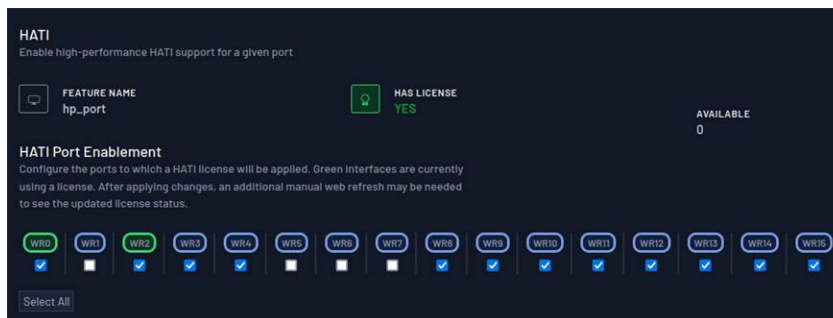 HATI
Enable high-performance HATI support for a given port
FEATURE NAME
hp_port
HAS LICENSE
YES
AVAILABLE
0
HATI Port Enablement
Configure the ports to which a HATI license will be applied. Green interfaces are currently
using a license. After applying changes, an additional manual web refresh may be needed
to see the updated license status.
WR0 WR1 WR2 WR3 WR4 WR5 WR6 WR7 WR8 WR9 WR10 WR11 WR12 WR13 WR14 WR15
Select All